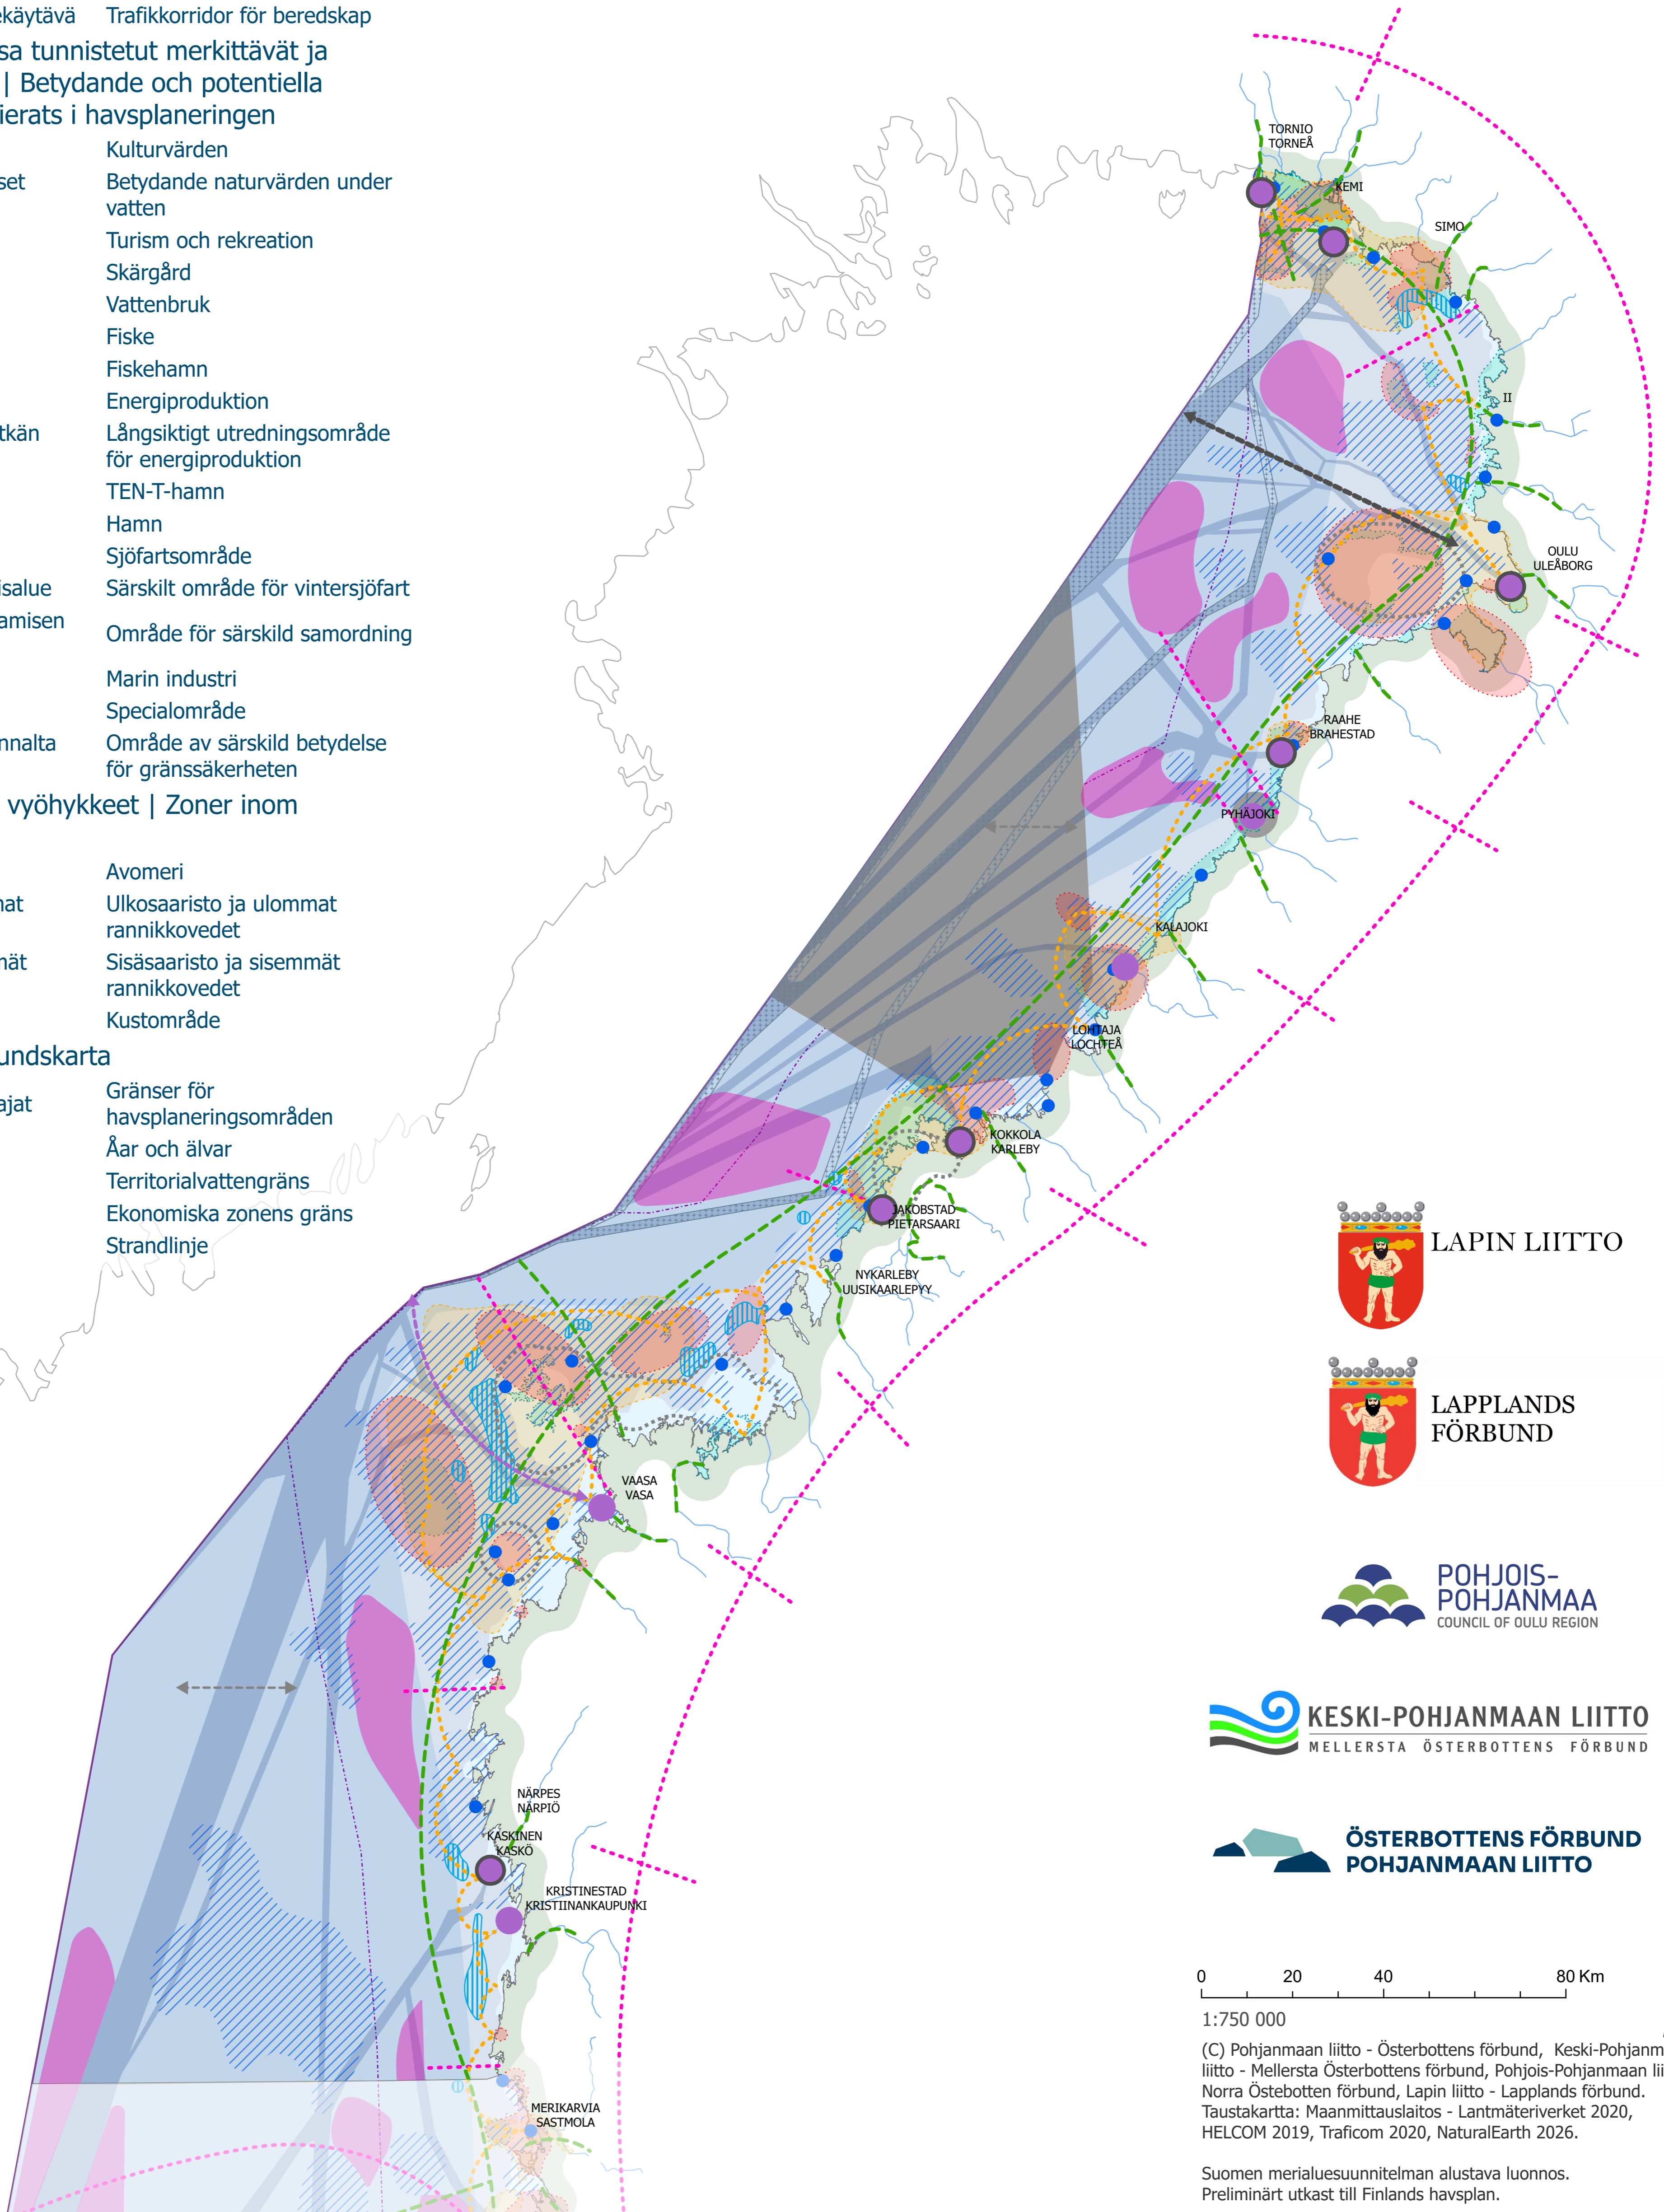 ekäytävä Trafikkorridor för beredskap
sa tunnistetut merkittävät ja
| Betydande och potentiella
ierats i havsplaneringen
Kulturvärden
set Betydande naturvärden under
vatten
Turism och rekreation
Skärgård
Vattenbruk
Fiske
Fiskehamn
Energiproduktion
tkän Långsiktigt utredningsområde
för energiproduktion
TEN-T-hamn
Hamn
Sjöfartsområde
isalue Särskilt område för vintersjöfart
amisen
Område för särskild samordning
Marin industri
Specialområde
nnalta Område av särskild betydelse
för gränssäkerheten
vyöhykkeet | Zoner inom
Avomeri
nat Ulkosaaristo ja ulommat
rannikkovedet
nät Sisäsaaristo ja sisemmät
rannikkovedet
Kustområde
undskarta
ajat Gränser för
havsplaneringsområden
Åar och älvar
Territorialvattengräns
Ekonomiska zonens gräns
Strandlinje
TORNIO
TORNEÅ
KEMI
SIMO
II
OULU
ULEÅBORG
RAAHE
BRAHESTAD
PYHÄJOKI
KALAJOKI
LOHTAJA
LOCHTEÅ
KOKKOLA
KARLEBY
JAKOBSTAD
PIETARSAARI
NYKARLEBY
UUSIKAARLEPYY
VAASA
VASA
NÄRPES
NÄRPIÖ
KASKINEN
KASKÖ
KRISTINESTAD
KRISTIINANKAUPUNKI
MERIKARVIA
SASTMOLA
LAPIN LIITTO
LAPPLANDS
FÖRBUND
POHJOIS-
POHJANMAA
COUNCIL OF OULU REGION
KESKI-POHJANMAAN LIITTO
MELLERSTA ÖSTERBOTTENS FÖRBUND
ÖSTERBOTTENS FÖRBUND
POHJANMAAN LIITTO
0 20 40 80 Km
1:750 000
(C) Pohjanmaan liitto - Österbottens förbund, Keski-Pohjanm
liitto - Mellersta Österbottens förbund, Pohjois-Pohjanmaan lii
Norra Östebotten förbund, Lapin liitto - Lapplands förbund.
Taustakartta: Maanmittauslaitos - Lantmäteriverket 2020,
HELCOM 2019, Traficom 2020, NaturalEarth 2026.
Suomen merialuesuunnitelman alustava luonnos.
Preliminärt utkast till Finlands havsplan.